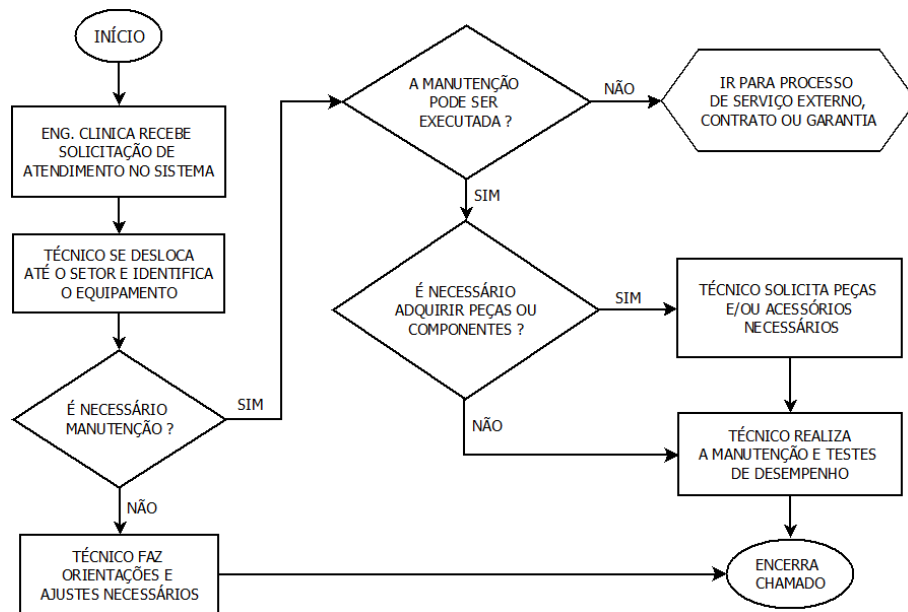 INÍCIO
ENG. CLINICA RECEBE
SOLICITAÇÃO DE
ATENDIMENTO NO SISTEMA
TÉCNICO SE DESLOCA
ATÉ O SETOR E IDENTIFICA
O EQUIPAMENTO
É NECESSÁRIO
MANUTENÇÃO ?
SIM
NÃO
TÉCNICO FAZ
ORIENTAÇÕES E
AJUSTES NECESSÁRIOS
A MANUTENÇÃO
PODE SER
EXECUTADA ?
NÃO
IR PARA PROCESSO
DE SERVIÇO EXTERNO,
CONTRATO OU GARANTIA
SIM
É NECESSÁRIO
ADQUIRIR PEÇAS OU
COMPONENTES ?
SIM
TÉCNICO SOLICITA PEÇAS
E/OU ACESSÓRIOS
NECESSÁRIOS
NÃO
TÉCNICO REALIZA
A MANUTENÇÃO E TESTES
DE DESEMPENHO
ENCERRA
CHAMADO